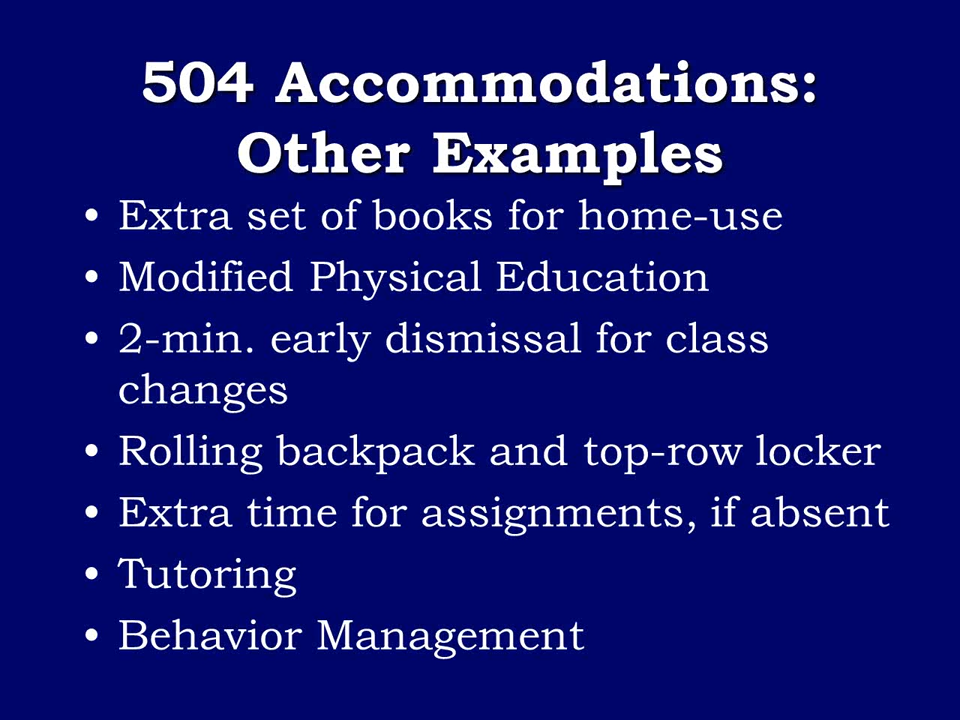 504 Accommodations:
Other Examples
• Extra set of books for home-use
• Modified Physical Education
• 2-min. early dismissal for class
changes
• Rolling backpack and top-row locker
• Extra time for assignments, if absent
• Tutoring
• Behavior Management